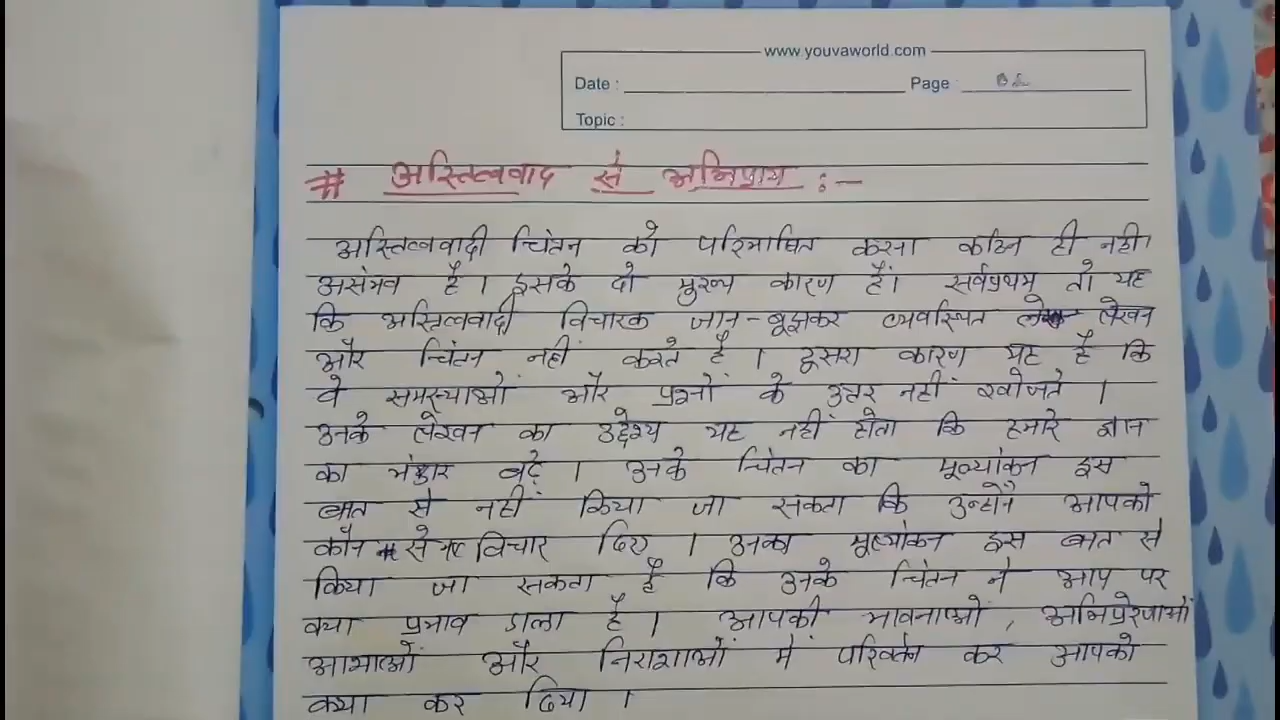 www.youvaworld.com
Date : Page : 02
Topic :
# अस्तित्ववाद से अभिप्राय :-
अस्तित्ववादी चिंतन को परिभाषित करना कठिन ही नही।
असंभव है । इसके दो मुख्य कारण हैं। सर्वप्रथम तो यह
कि अस्तित्ववादी विचारक जान-बूझकर व्यवस्थित लेखन
और चिंतन नहीं करते है । दूसरा कारण यह है कि
वे समस्याओं और प्रश्नों के उत्तर नहीं खोजते ।
उनके लेखन का उद्देश्य यह नहीं होता कि हमारे ज्ञान
का भंडार बढ़े । उनके चिंतन का मूल्यांकन इस
बात से नहीं किया जा सकता कि उन्होंने आपको
कौन से नए विचार दिए । उनका मूल्यांकन इस बात से
किया जा सकता है कि उनके चिंतन ने आप पर
क्या प्रभाव डाला है । आपकी भावनाओं , अभिप्रेरणाओं
आशाओं और निराशाओं में परिवर्तन कर आपको
क्या कर दिया ।